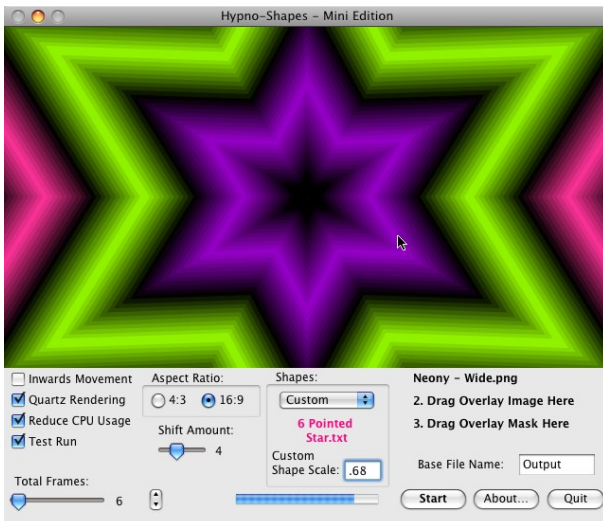 Hypno-Shapes – Mini Edition
Inwards Movement
Quartz Rendering
Reduce CPU Usage
Test Run
Total Frames:
6
Aspect Ratio:
4:3 16:9
Shift Amount:
4
Shapes:
Custom
6 Pointed
Star.txt
Custom
Shape Scale: .68
Neony – Wide.png
2. Drag Overlay Image Here
3. Drag Overlay Mask Here
Base File Name: Output
Start About... Quit